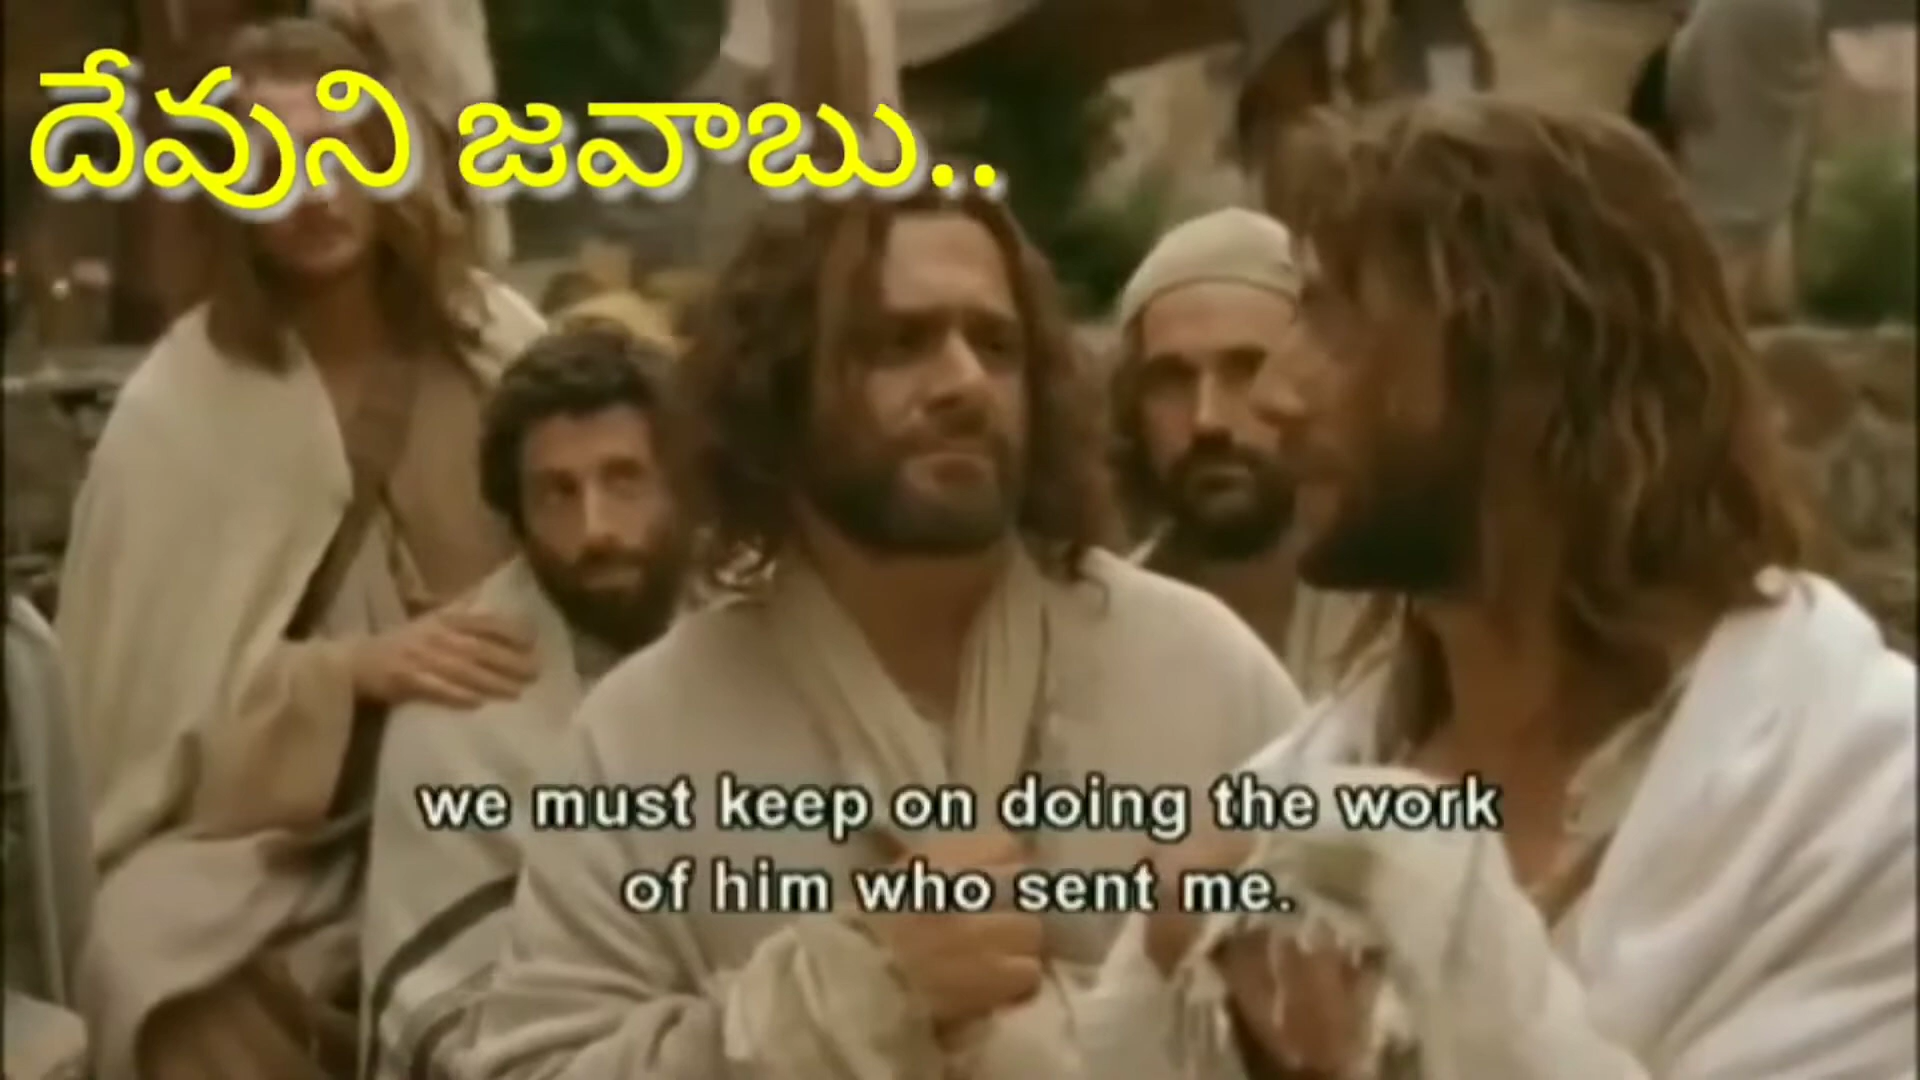 దేవుని జవాబు..
we must keep on doing the work
of him who sent me.